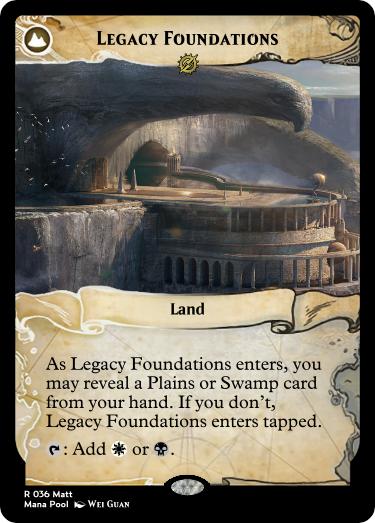 Legacy Foundations
Land
As Legacy Foundations enters, you
may reveal a Plains or Swamp card
from your hand. If you don't,
Legacy Foundations enters tapped.
: Add or .
R 036 Matt
Mana Pool Wei Guan